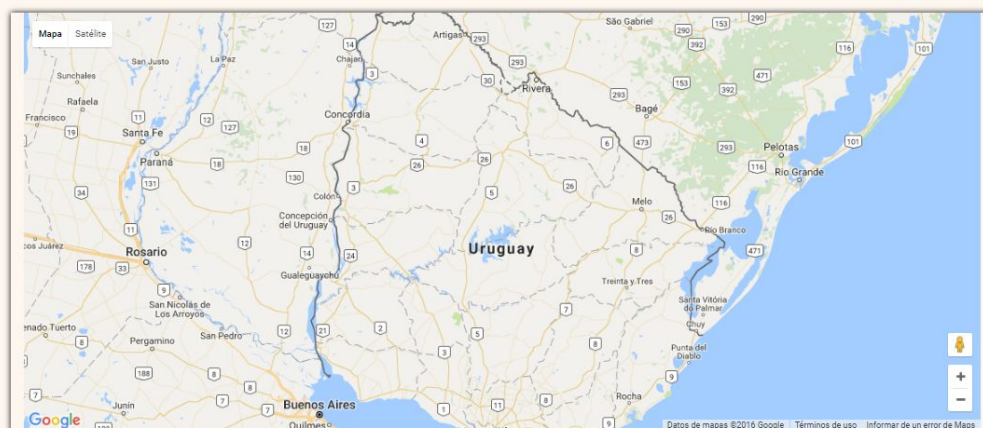 Mapa Satélite
São Gabriel
Artigas
La Paz
San Justo
Chajari
Sunchales
Rivera
Rafaela
Bagé
Francisco
Concordia
Santa Fe
Pelotas
Paraná
Rio Grande
Colón
Melo
Concepción
del Uruguay
Río Branco
Uruguay
cos Juárez
Rosario
Gualeguaychú
Treinta y Tres
San Nicolás de
Los Arroyos
Santa Vitória
do Palmar
Chuy
enado Tuerto
San Pedro
Pergamino
Punta del
Diablo
Rocha
Junín
Buenos Aires
Quilmes
Google
Datos de mapas ©2016 Google Términos de uso Informar de un error de Maps